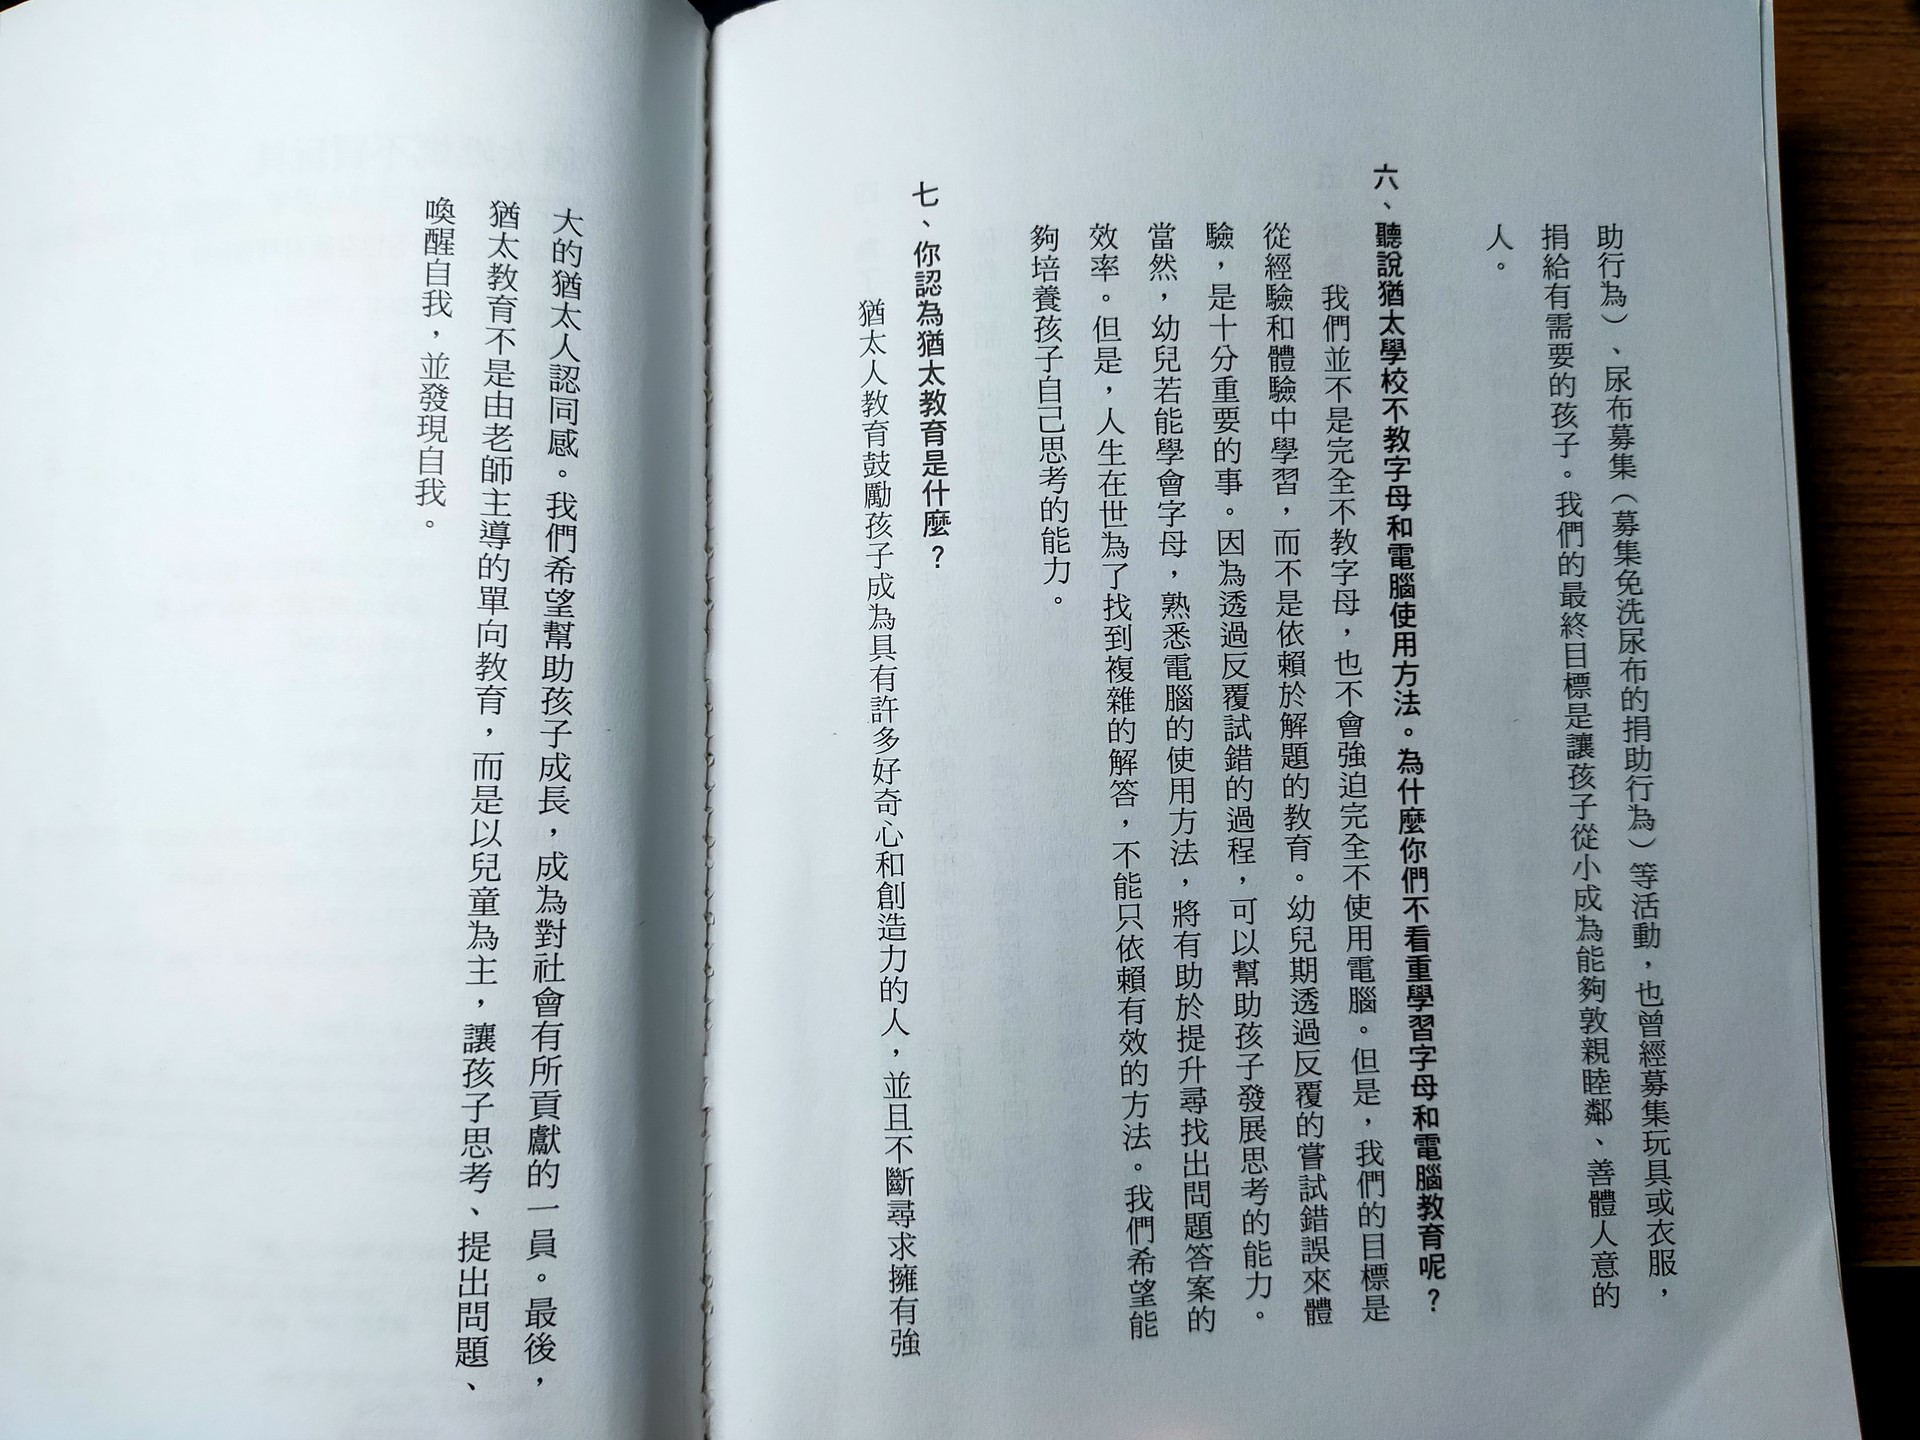 助行為）、尿布募集（募集免洗尿布的捐助行為）等活動，也曾經募集玩具或衣服，
捐給有需要的孩子。我們的最終目標是讓孩子從小成為能夠敦親睦鄰、善體人意的
人。
六、聽說猶太學校不教字母和電腦使用方法。為什麼你們不看重學習字母和電腦教育呢？
我們並不是完全不教字母，也不會強迫完全不使用電腦。但是，我們的目標是
從經驗和體驗中學習，而不是依賴於解題的教育。幼兒期透過反覆的嘗試錯誤來體
驗，是十分重要的事。因為透過反覆試錯的過程，可以幫助孩子發展思考的能力。
當然，幼兒若能學會字母，熟悉電腦的使用方法，將有助於提升尋找出問題答案的
效率。但是，人生在世為了找到複雜的解答，不能只依賴有效的方法。我們希望能
夠培養孩子自己思考的能力。
七、你認為猶太教育是什麼？
猶太人教育鼓勵孩子成為具有許多好奇心和創造力的人，並且不斷尋求擁有強
大的猶太人認同感。我們希望幫助孩子成長，成為對社會有所貢獻的一員。最後，
猶太教育不是由老師主導的單向教育，而是以兒童為主，讓孩子思考、提出問題、
喚醒自我，並發現自我。